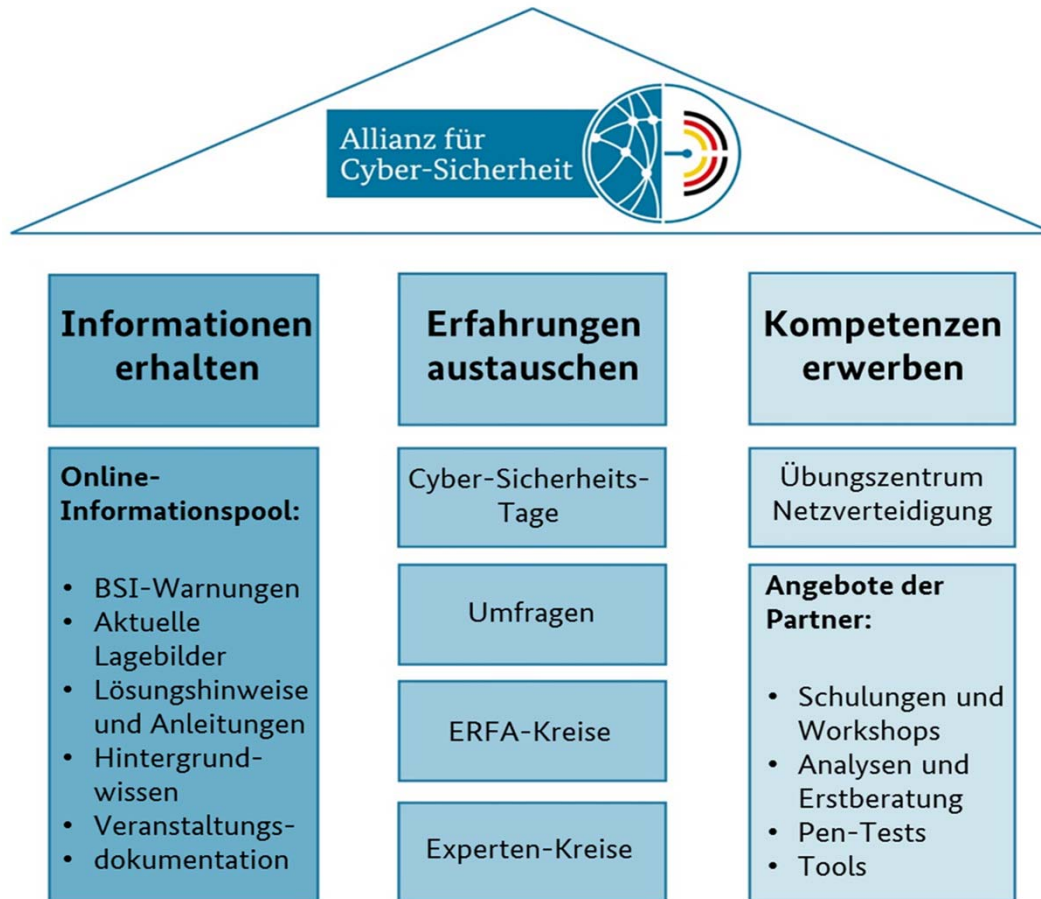 Allianz für
Cyber-Sicherheit
Informationen
erhalten
Online-
Informationspool:
• BSI-Warnungen
• Aktuelle
Lagebilder
• Lösungshinweise
und Anleitungen
• Hintergrund-
wissen
• Veranstaltungs-
• dokumentation
Erfahrungen
austauschen
Cyber-Sicherheits-
Tage
Umfragen
ERFA-Kreise
Experten-Kreise
Kompetenzen
erwerben
Übungszentrum
Netzverteidigung
Angebote der
Partner:
• Schulungen und
Workshops
• Analysen und
Erstberatung
• Pen-Tests
• Tools